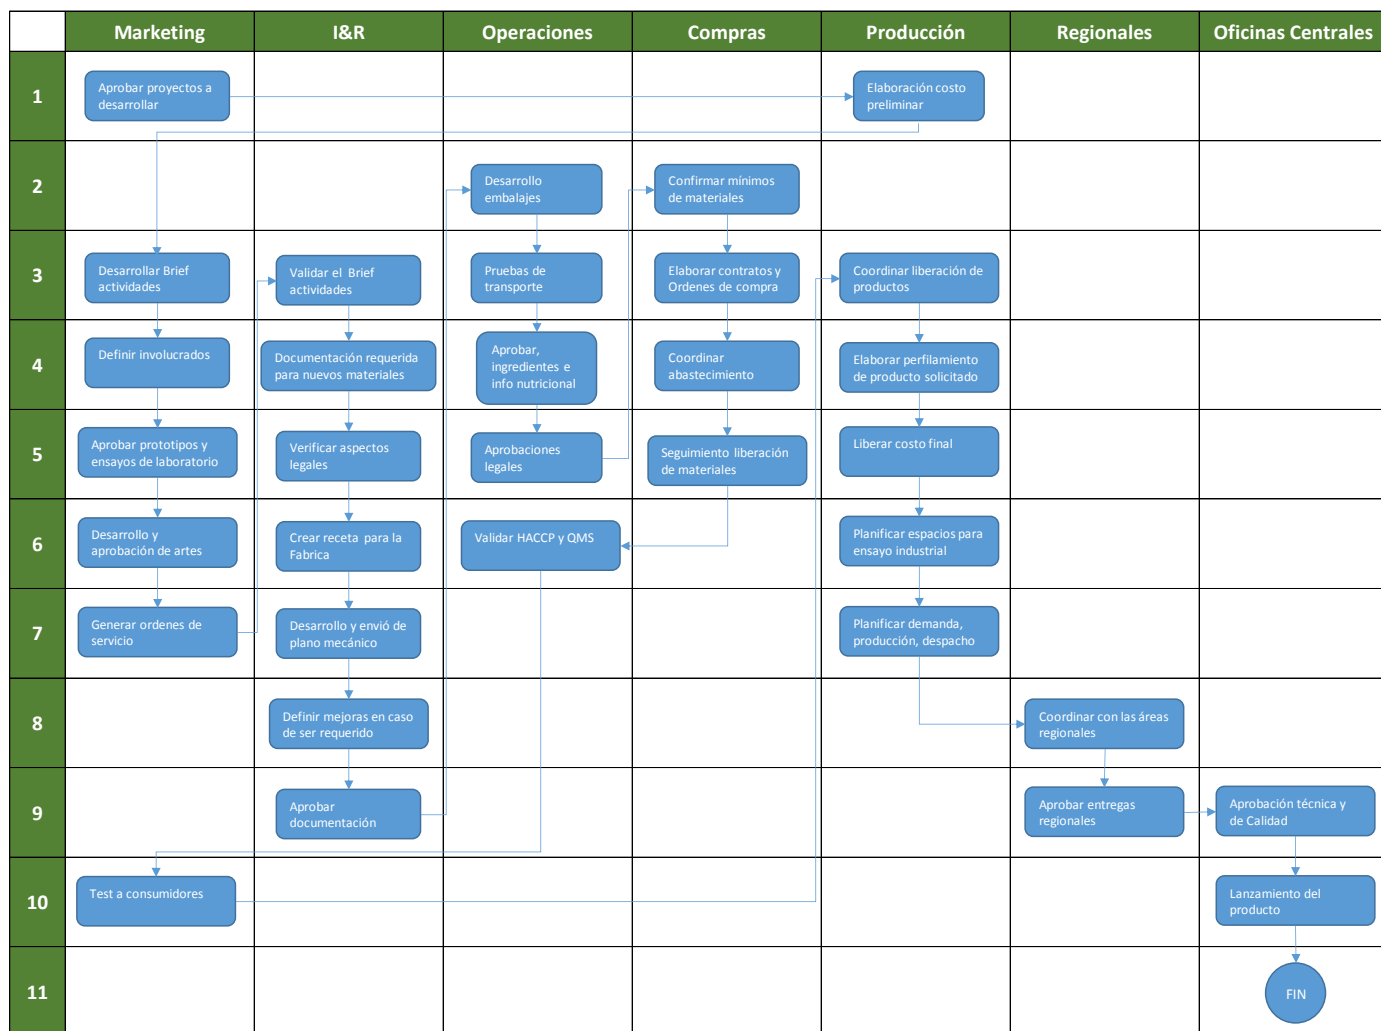 Marketing I&R Operaciones Compras Producción Regionales Oficinas Centrales
1
Aprobar proyectos a
desarrollar
Elaboración costo
preliminar
2
Desarrollo
embalajes
Confirmar mínimos
de materiales
3
Desarrollar Brief
actividades
Validar el Brief
actividades
Pruebas de
transporte
Elaborar contratos y
Ordenes de compra
Coordinar liberación de
productos
4
Definir involucrados
Documentación requerida
para nuevos materiales
Aprobar,
ingredientes e
info nutricional
Coordinar
abastecimiento
Elaborar perfilamiento
de producto solicitado
5
Aprobar prototipos y
ensayos de laboratorio
Verificar aspectos
legales
Aprobaciones
legales
Seguimiento liberación
de materiales
Liberar costo final
6
Desarrollo y
aprobación de artes
Crear receta para la
Fabrica
Validar HACCP y QMS
Planificar espacios para
ensayo industrial
7
Generar ordenes de
servicio
Desarrollo y envió de
plano mecánico
Planificar demanda,
producción, despacho
8
Definir mejoras en caso
de ser requerido
Coordinar con las áreas
regionales
9
Aprobar
documentación
Aprobar entregas
regionales
Aprobación técnica y
de Calidad
10
Test a consumidores
Lanzamiento del
producto
11
FIN